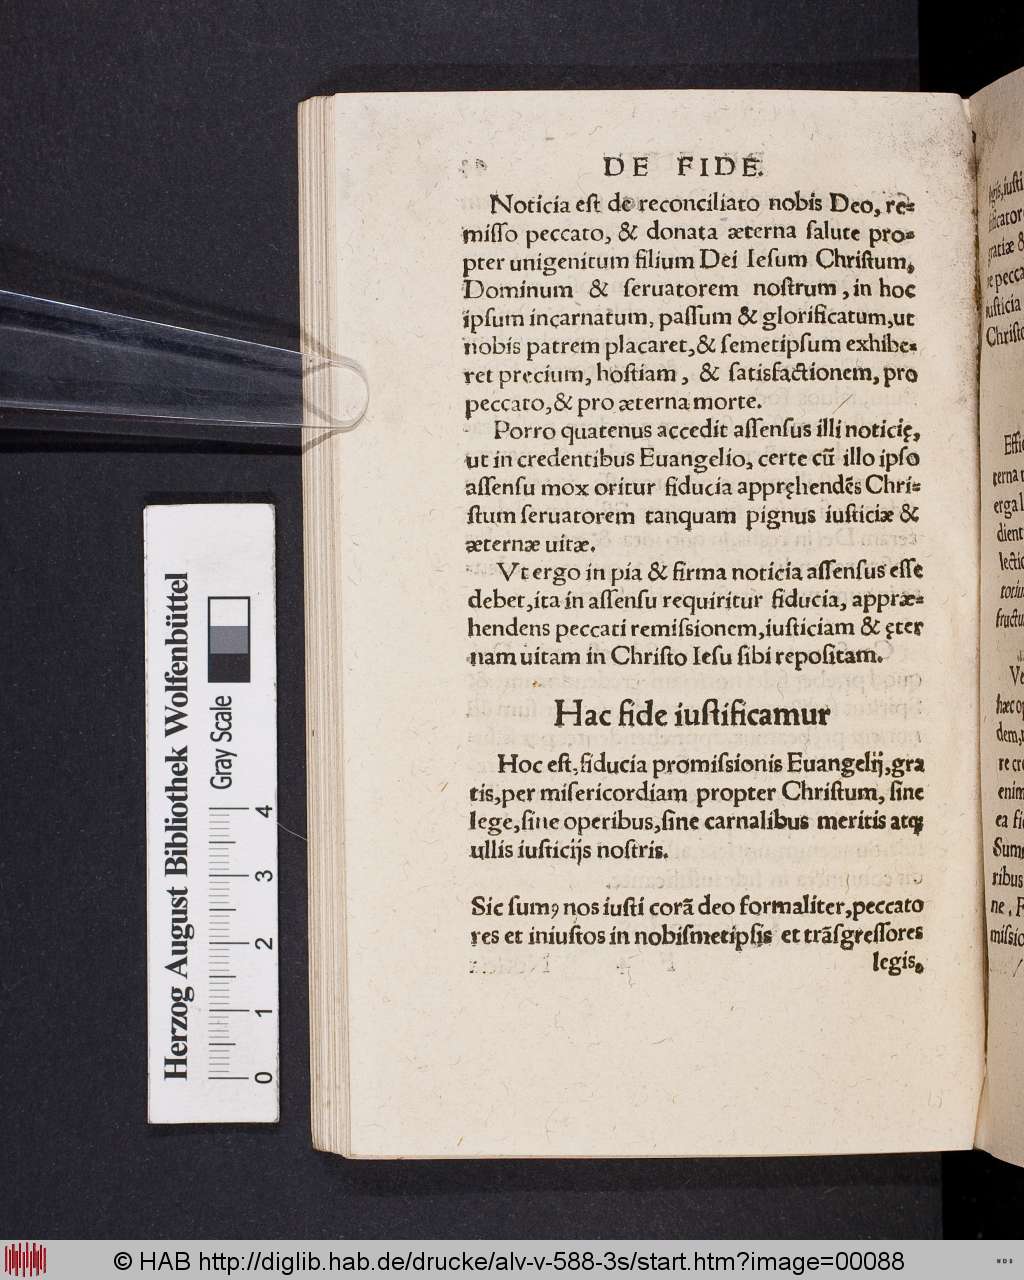 DE FIDE.
Noticia eſt de reconciliato nobis Deo, re⸗
miſſo peccato, & donata æterna ſalute pro⸗
pter unigenitum filium Dei Ieſum Chriſtum,
Dominum & ſeruatorem noſtrum, in hoc
ipſum incarnatum, paſſum & glorificatum, ut
nobis patrem placaret, & ſemetipſum exhibe⸗
ret precium, hoſtiam, & ſatisfactionem, pro
peccato, & pro æterna morte.
Porro quatenus accedit aſſenſus illi noticię,
ut in credentibus Euangelio, certe cũ illo ipſo
aſſenſu mox oritur fiducia apprȩhendẽs Chri⸗
ſtum ſeruatorem tanquam pignus iuſticiæ &
æternæ uitæ.
Vt ergo in pia & firma noticia aſſenſus eſſe
debet, ita in aſſenſu requiritur fiducia, appræ⸗
hendens peccati remiſsionem, iuſticiam & ęter
nam uitam in Chriſto Ieſu ſibi repoſitam.
Hac fide iuſtificamur
Hoc eſt, fiducia promiſsionis Euangelij, gra
tis, per miſericordiam propter Chriſtum, ſine
lege, ſine operibus, ſine carnalibus meritis atqꝫ
ullis iuſticijs noſtris.
Sic ſumꝰ nos iuſti corã deo formaliter, peccato
res et iniuſtos in nobiſmetipſis et trãſgreſſores
legis.
Herzog August Bibliothek Wolfenbüttel
Gray Scale
0 1 2 3 4
© HAB http://diglib.hab.de/drucke/alv-v-588-3s/start.htm?image=00088